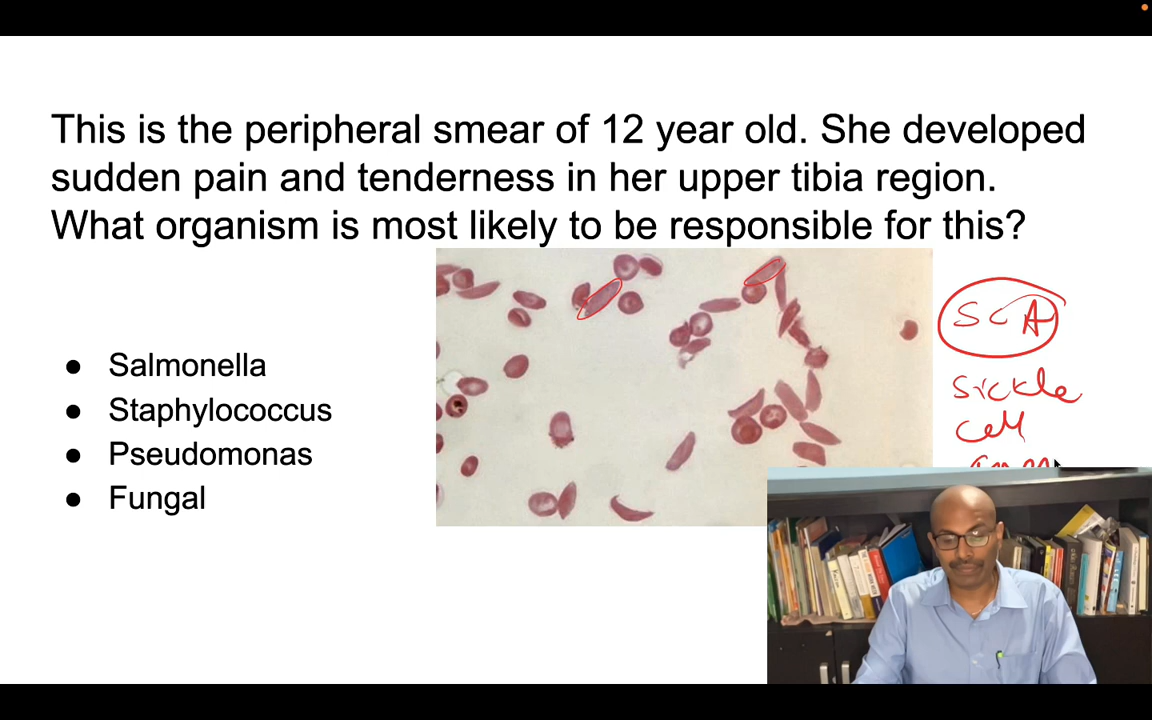 This is the peripheral smear of 12 year old. She developed
sudden pain and tenderness in her upper tibia region.
What organism is most likely to be responsible for this?
● Salmonella
● Staphylococcus
● Pseudomonas
● Fungal
SCA
Sickle
cell